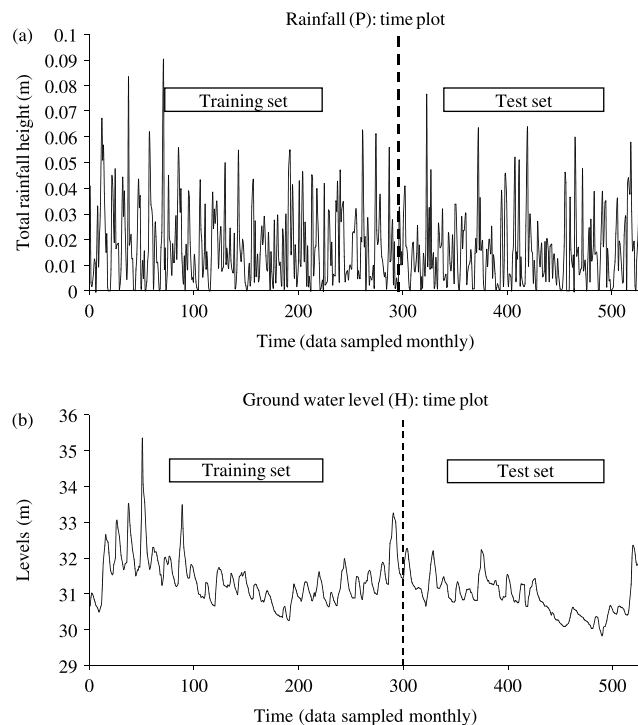 Rainfall (P): time plot
(a)
0.1
0.09
0.08
0.07
0.06
0.05
0.04
0.03
0.02
0.01
0
Total rainfall height (m)
Training set
Test set
0 100 200 300 400 500
Time (data sampled monthly)
Ground water level (H): time plot
(b)
36
35
34
33
32
31
30
29
Levels (m)
Training set
Test set
0 100 200 300 400 500
Time (data sampled monthly)